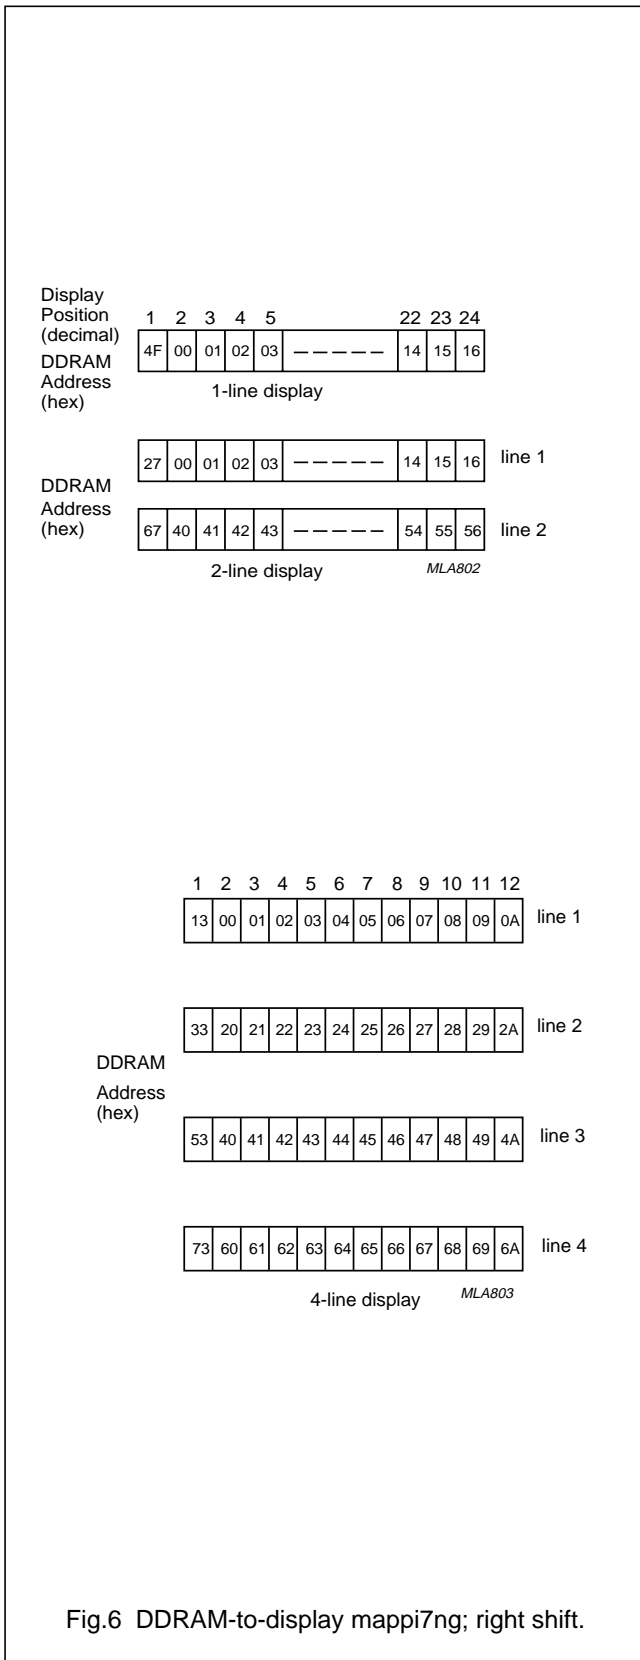 Display
Position
(decimal)
1 2 3 4 5 22 23 24
DDRAM
Address
(hex)
4F 00 01 02 03 – – – – – 14 15 16
1-line display
DDRAM
Address
(hex)
27 00 01 02 03 – – – – – 14 15 16 line 1
67 40 41 42 43 – – – – – 54 55 56 line 2
2-line display MLA802
1 2 3 4 5 6 7 8 9 10 11 12
13 00 01 02 03 04 05 06 07 08 09 0A line 1
33 20 21 22 23 24 25 26 27 28 29 2A line 2
DDRAM
Address
(hex)
53 40 41 42 43 44 45 46 47 48 49 4A line 3
73 60 61 62 63 64 65 66 67 68 69 6A line 4
4-line display MLA803
Fig.6 DDRAM-to-display mappi7ng; right shift.